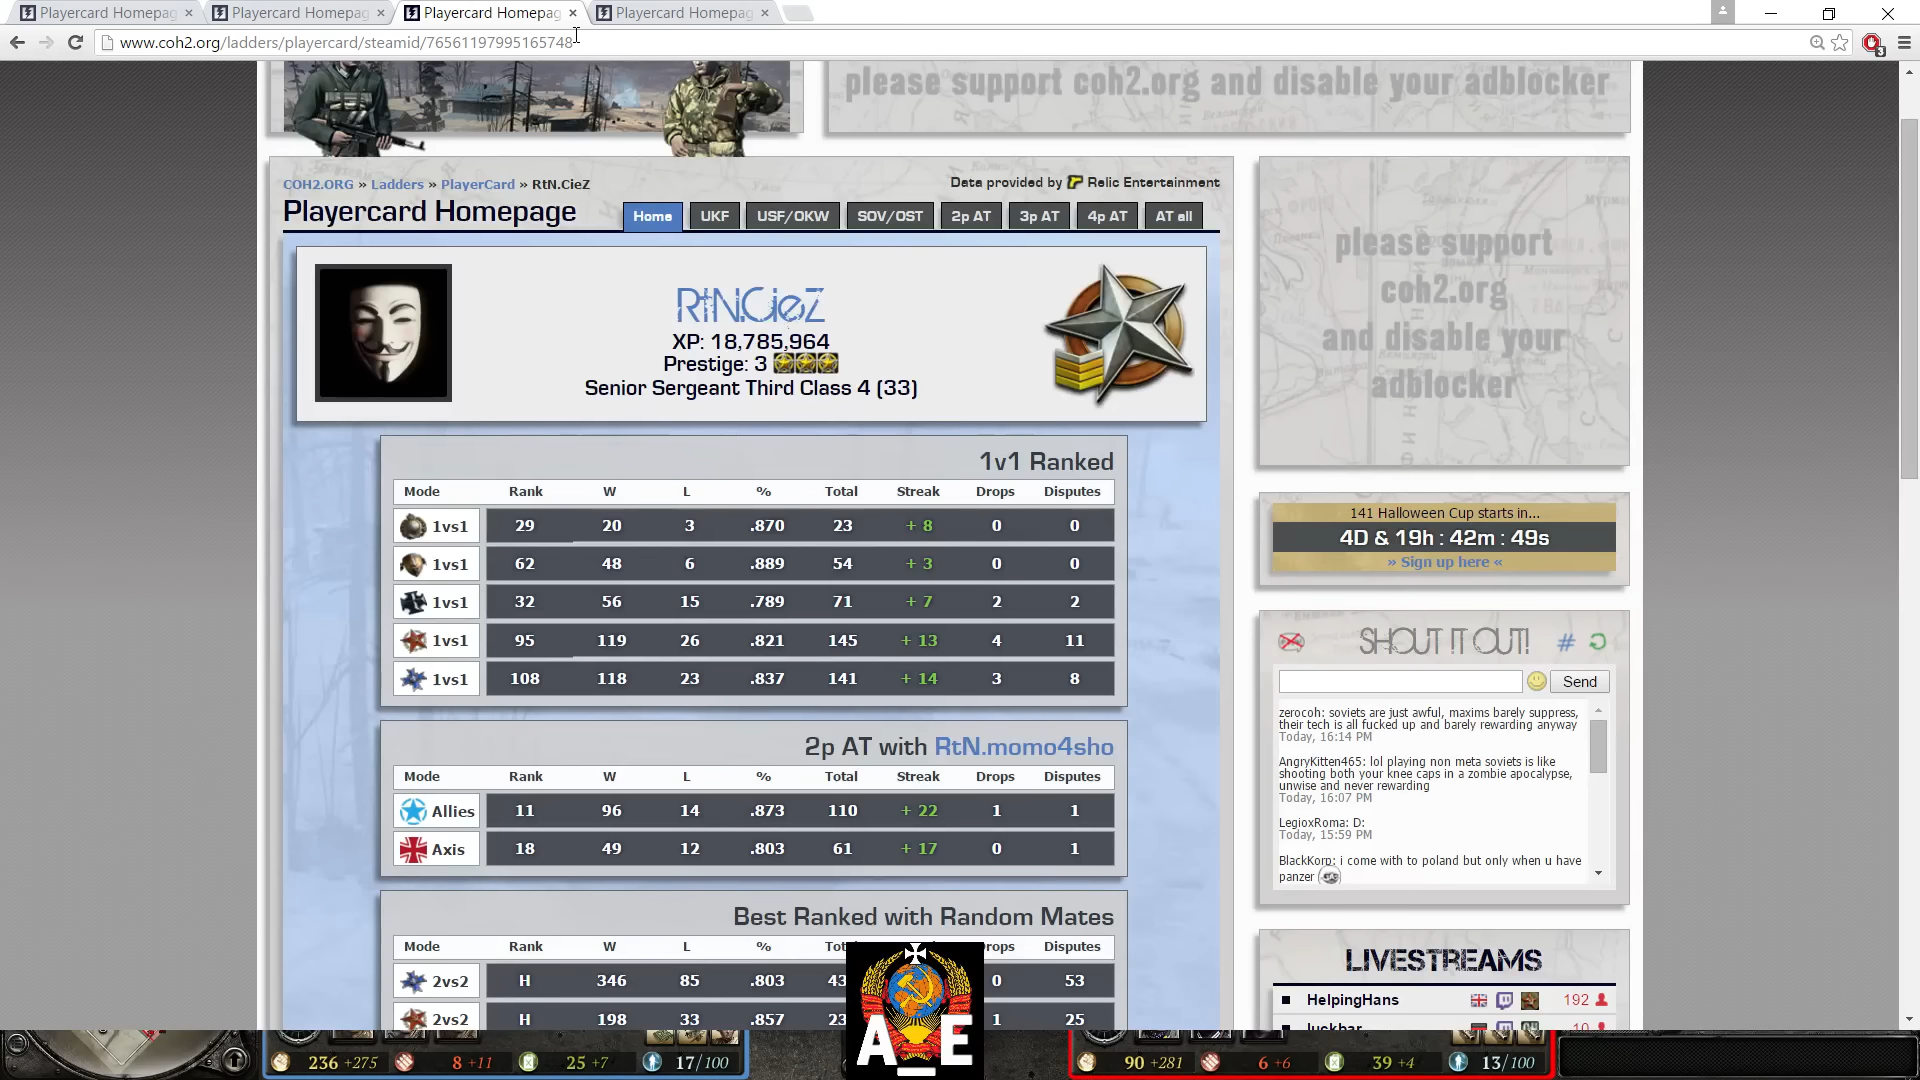 Playercard Homepag
Playercard Homepag
Playercard Homepag
Playercard Homepag
www.coh2.org/ladders/playercard/steamid/76561197995165748
3
please support coh2.org and disable your adblocker
COH2.ORG » Ladders » PlayerCard » RtN.CieZ
Data provided by Relic Entertainment
Playercard Homepage
Home UKF USF/OKW SOV/OST 2p AT 3p AT 4p AT AT all
RtN.CieZ
XP: 18,785,964
Prestige: 3
Senior Sergeant Third Class 4 (33)
1v1 Ranked
Mode Rank W L % Total Streak Drops Disputes
1vs1 29 20 3 .870 23 + 8 0 0
1vs1 62 48 6 .889 54 + 3 0 0
1vs1 32 56 15 .789 71 + 7 2 2
1vs1 95 119 26 .821 145 + 13 4 11
1vs1 108 118 23 .837 141 + 14 3 8
2p AT with RtN.momo4sho
Mode Rank W L % Total Streak Drops Disputes
Allies 11 96 14 .873 110 + 22 1 1
Axis 18 49 12 .803 61 + 17 0 1
Best Ranked with Random Mates
Mode Rank W L % Drops Disputes
2vs2 H 346 85 .803 0 53
2vs2 H 198 33 .857 1 25
please support
coh2.org
and disable your
adblocker
141 Halloween Cup starts in...
4D & 19h : 42m : 49s
» Sign up here «
SHOUT IT OUT!
#
Send
zerocoh: soviets are just awful, maxims barely suppress,
their tech is all fucked up and barely rewarding anyway
Today, 16:14 PM
AngryKitten465: lol playing non meta soviets is like
shooting both your knee caps in a zombie apocalypse,
unwise and never rewarding
Today, 16:07 PM
LegioxRoma: D:
Today, 15:59 PM
BlackKorp: i come with to poland but only when u have
panzer
LIVESTREAMS
HelpingHans 192
luckbar 10
A_E
236 +275 8 +11 25 +7 17/100
90 +281 6 +6 39 +4 13/100